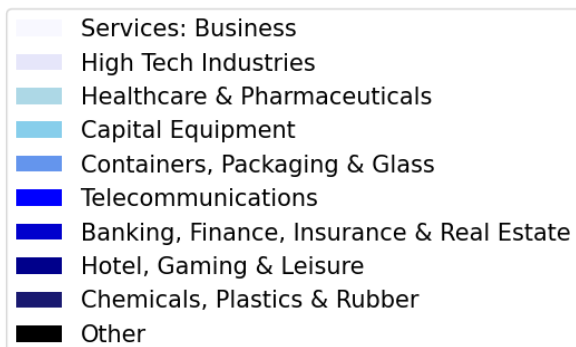 Services: Business
High Tech Industries
Healthcare & Pharmaceuticals
Capital Equipment
Containers, Packaging & Glass
Telecommunications
Banking, Finance, Insurance & Real Estate
Hotel, Gaming & Leisure
Chemicals, Plastics & Rubber
Other